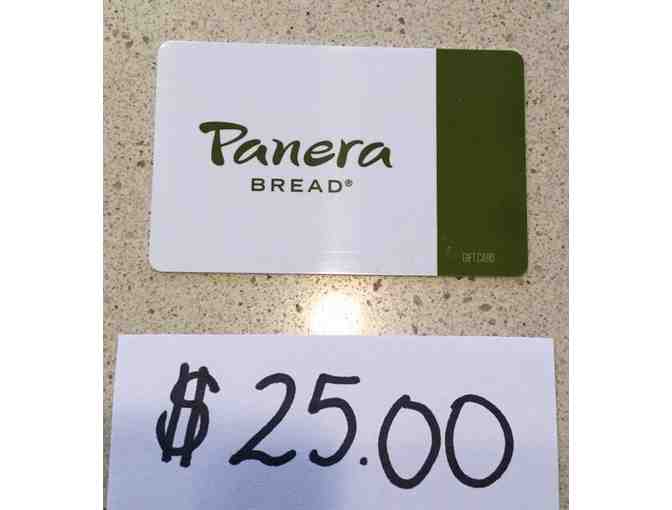 Panera
BREAD®
GIFT CARD
$25.00